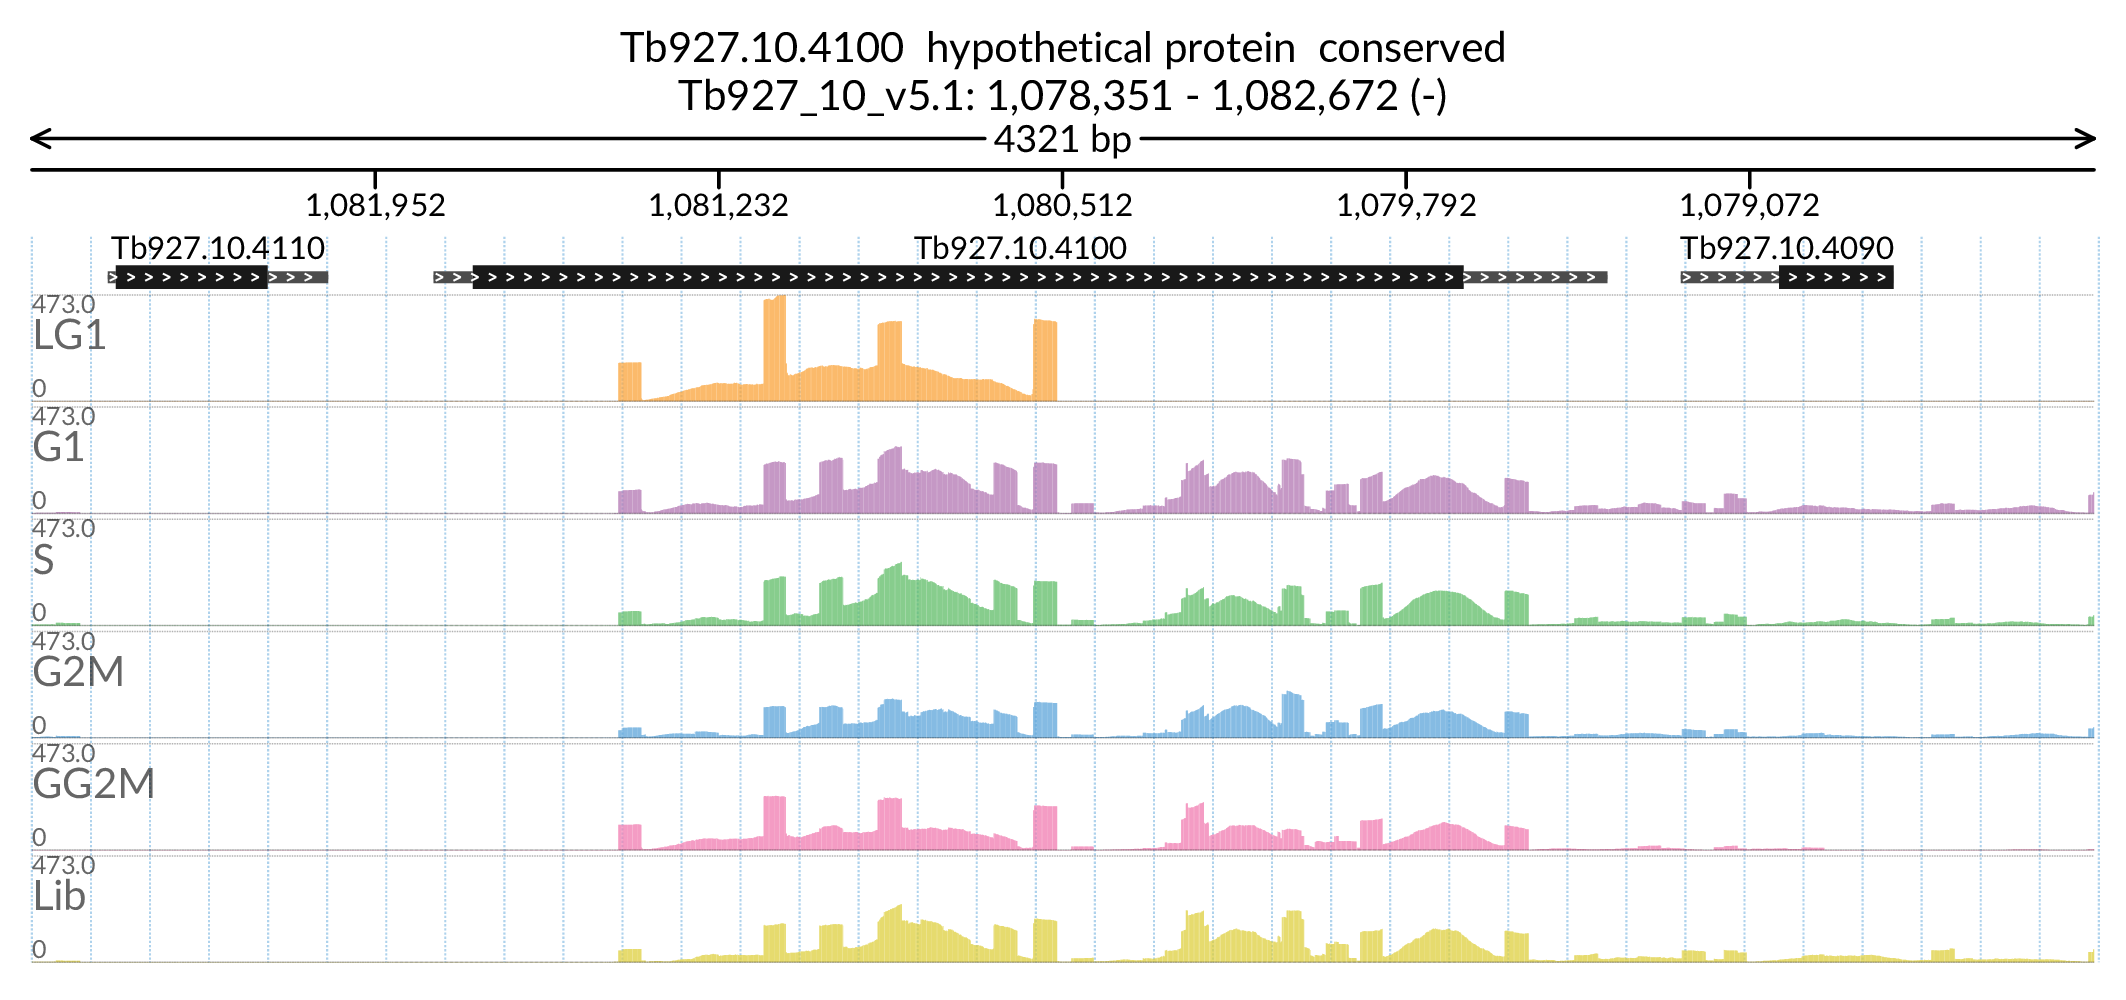 Tb927.10.4100 hypothetical protein conserved
Tb927_10_v5.1: 1,078,351 - 1,082,672 (-)
4321 bp
1,081,952 1,081,232 1,080,512 1,079,792 1,079,072
Tb927.10.4110 Tb927.10.4100 Tb927.10.4090
473.0
LG1
0
473.0
G1
0
473.0
S
0
473.0
G2M
0
473.0
GG2M
0
473.0
Lib
0